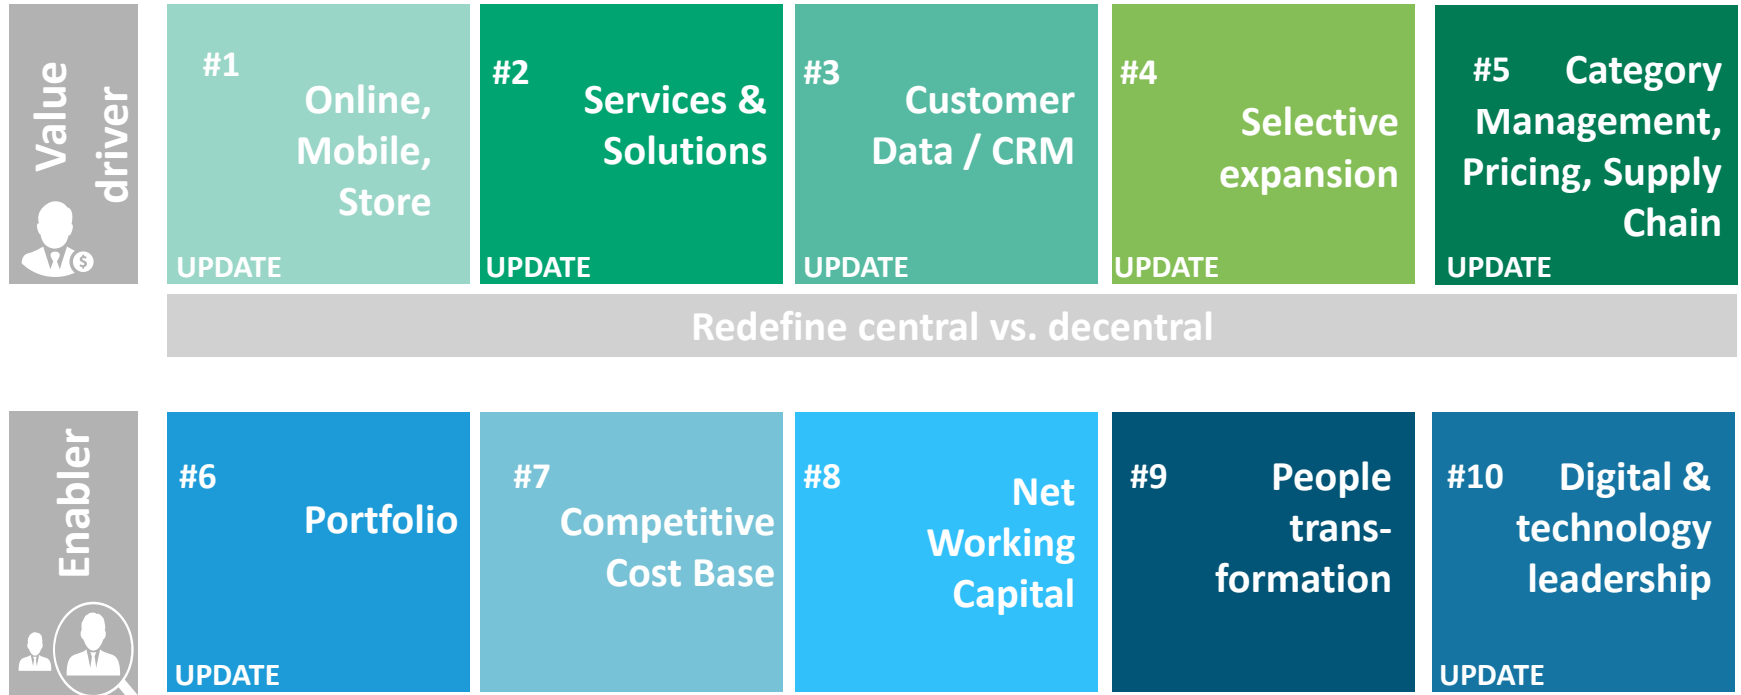 Value
driver
#1
Online,
Mobile,
Store
UPDATE
#2
Services &
Solutions
UPDATE
#3
Customer
Data / CRM
UPDATE
#4
Selective
expansion
UPDATE
#5 Category
Management,
Pricing, Supply
Chain
UPDATE
Redefine central vs. decentral
Enabler
#6
Portfolio
UPDATE
#7
Competitive
Cost Base
#8
Net
Working
Capital
#9 People
trans-
formation
#10 Digital &
technology
leadership
UPDATE
$